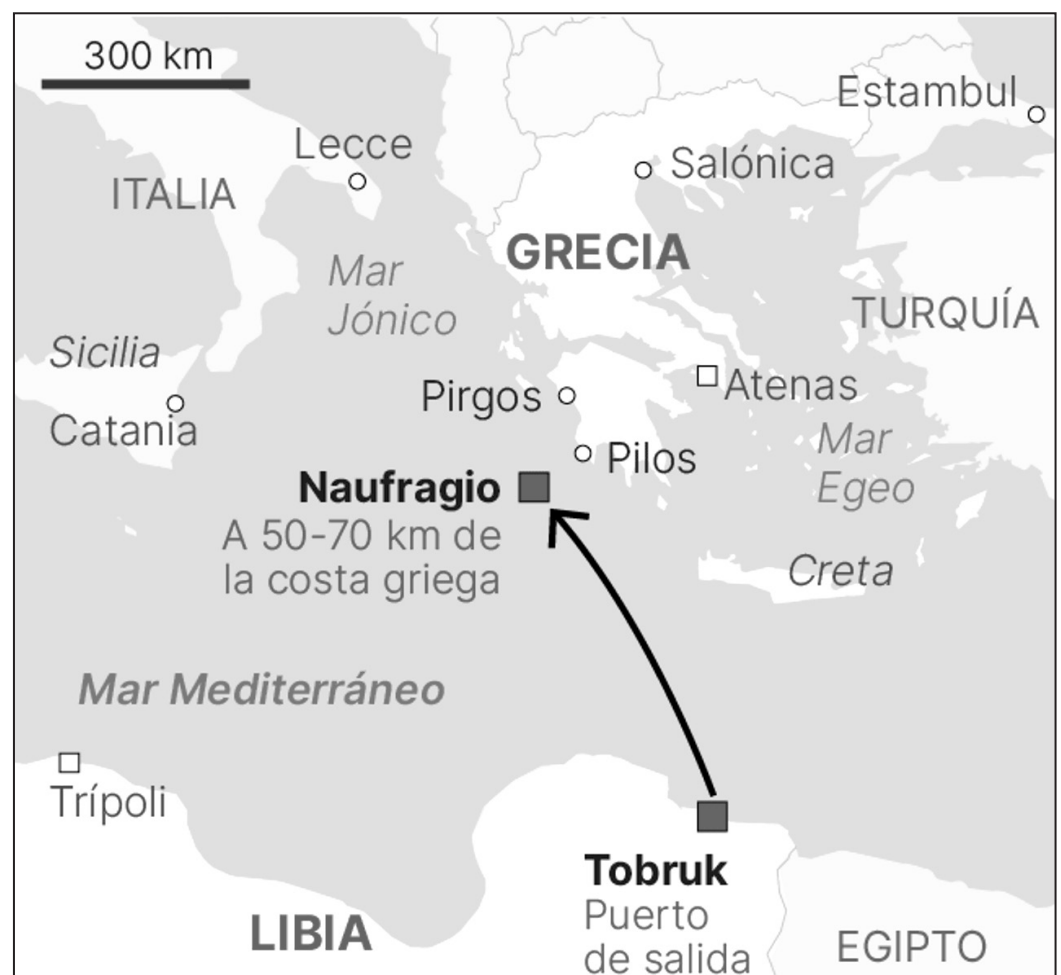 300 km
Estambul
Lecce
Salónica
ITALIA
GRECIA
Mar
Jónico
TURQUÍA
Sicilia
Atenas
Pirgos
Catania
Mar
Egeo
Pilos
Naufragio
A 50-70 km de
la costa griega
Creta
Mar Mediterráneo
Trípoli
Tobruk
Puerto
de salida
LIBIA
EGIPTO